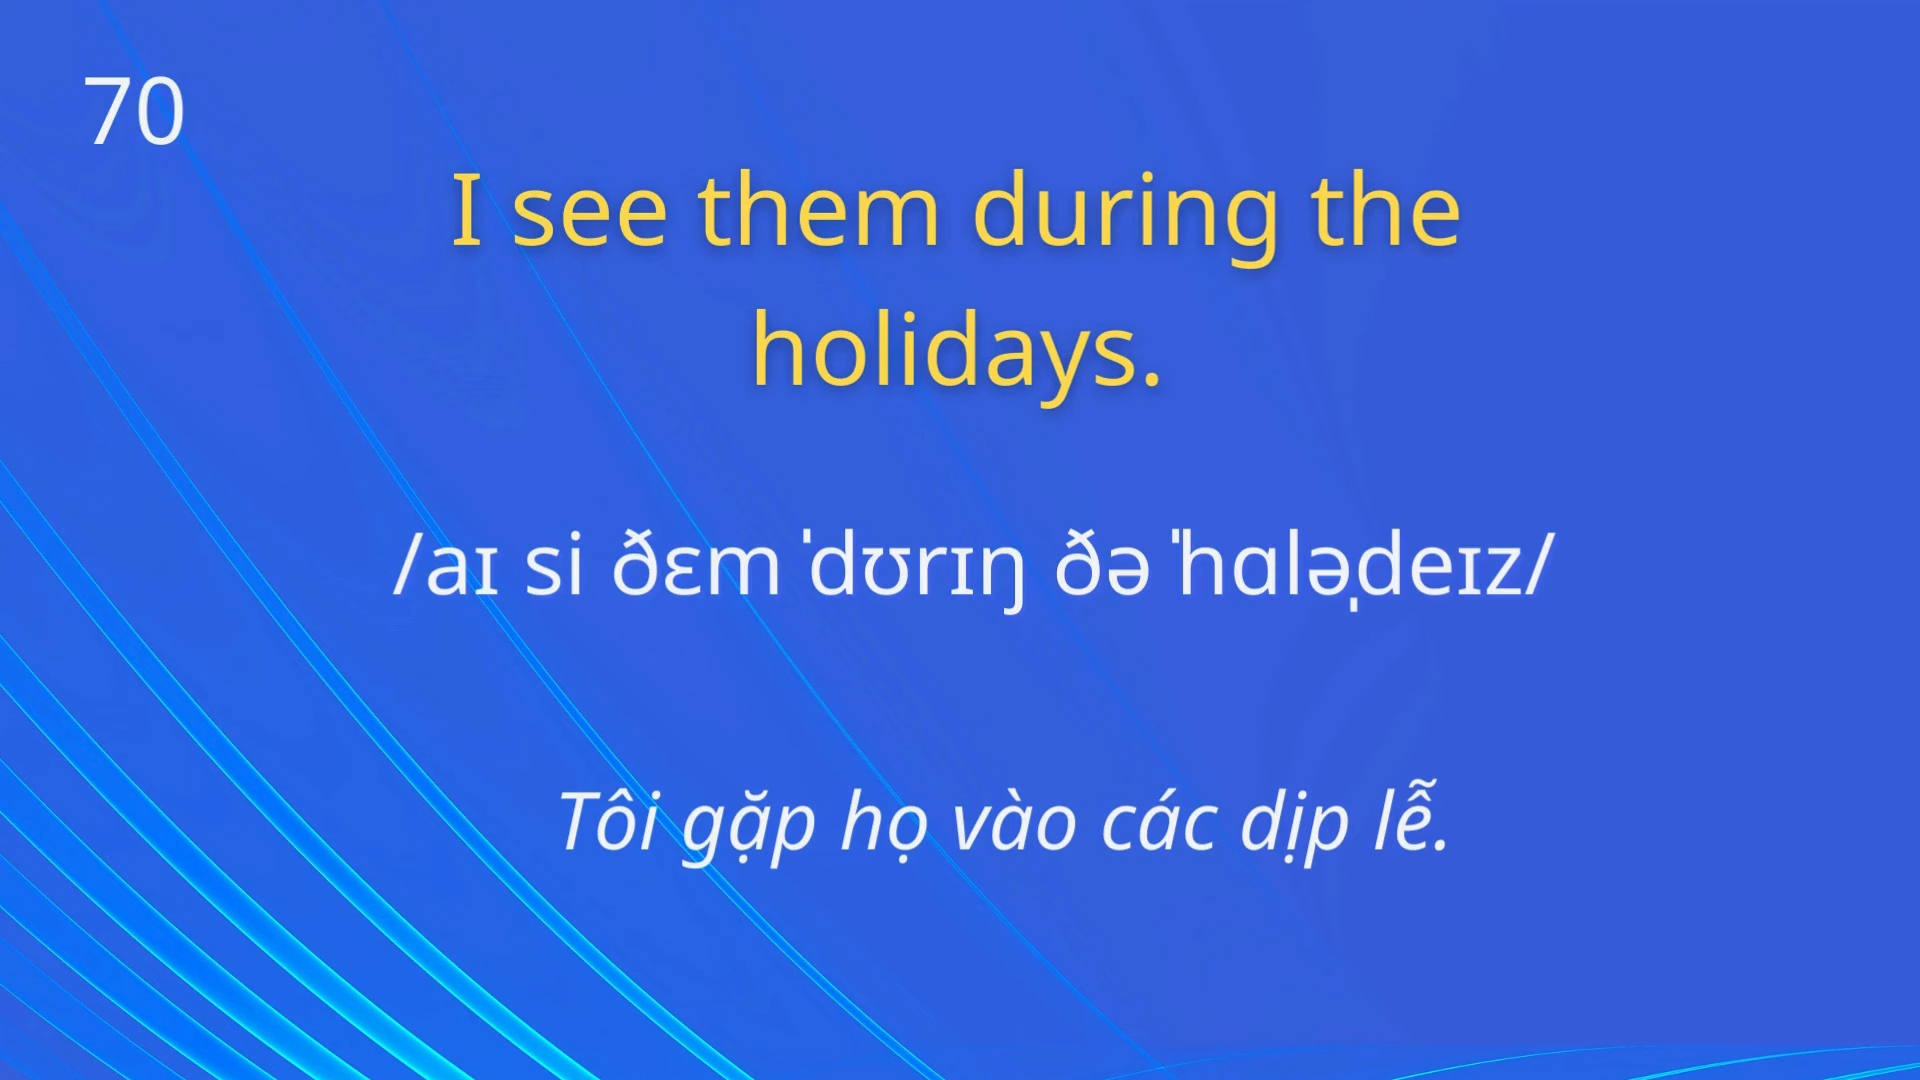 70
I see them during the
holidays.
/aɪ si ðɛm ˈdʊrɪŋ ðə ˈhɑləˌdeɪz/
Tôi gặp họ vào các dịp lễ.